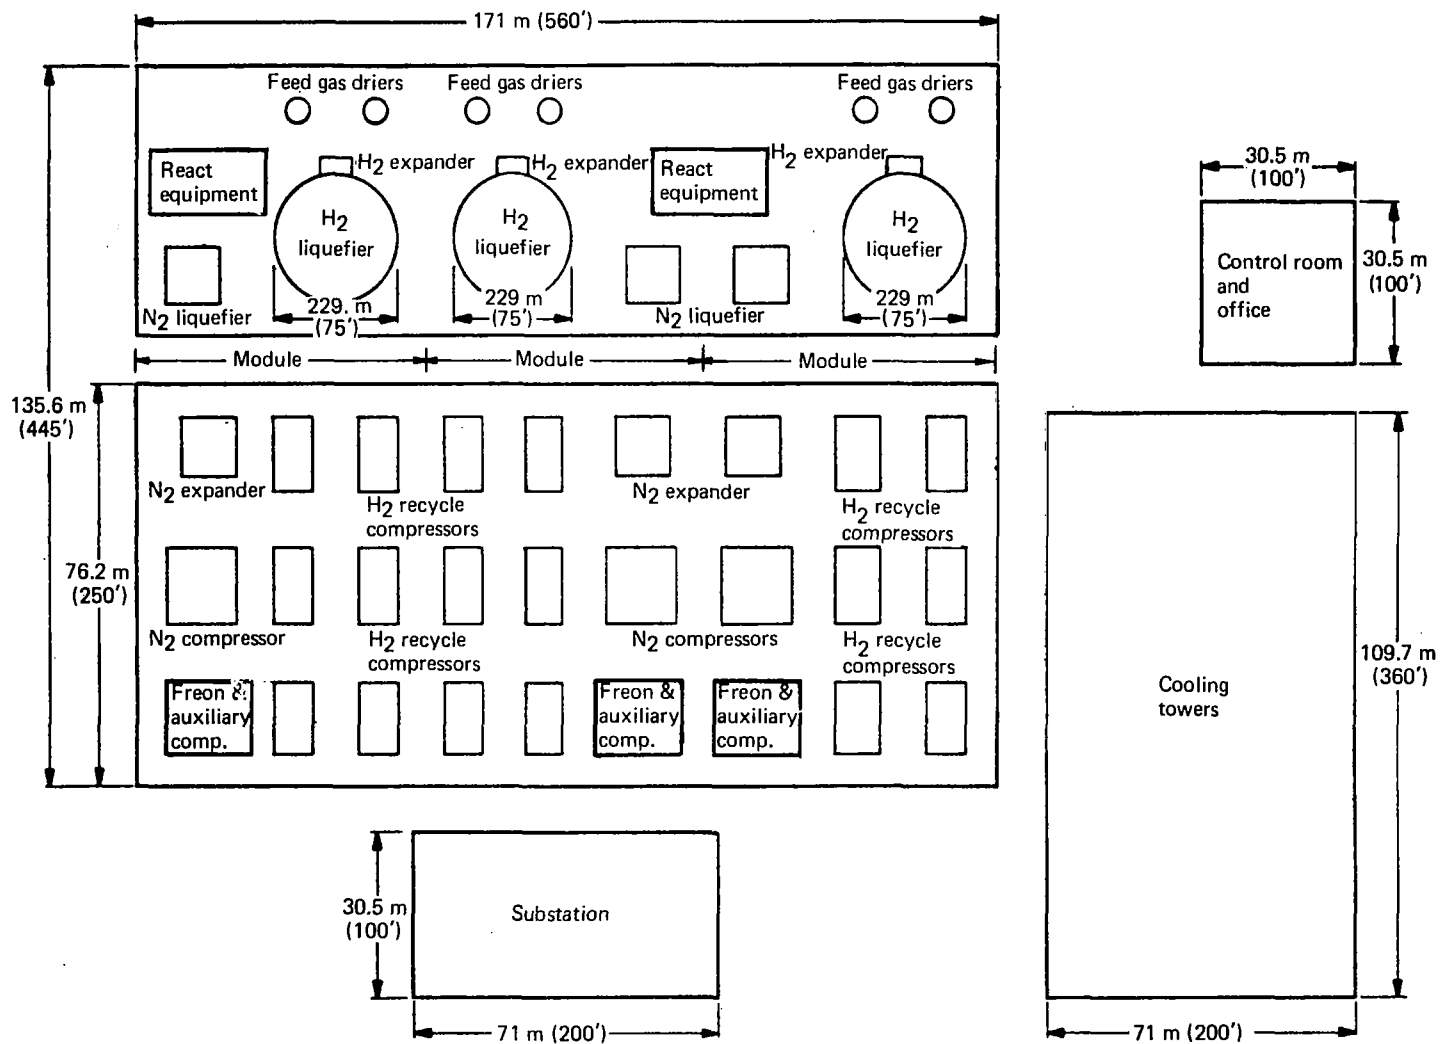 171 m (560′)
Feed gas driers
Feed gas driers
Feed gas driers
React
equipment
H2 expander
H2 expander
React
equipment
H2 expander
H2
liquefier
H2
liquefier
H2
liquefier
N2 liquefier
229. m
(75′)
229 m
(75′)
N2 liquefier
229 m
(75′)
Module
Module
Module
135.6 m
(445′)
76.2 m
(250′)
N2 expander
H2 recycle
compressors
N2 expander
H2 recycle
compressors
N2 compressor
H2 recycle
compressors
N2 compressors
H2 recycle
compressors
Freon &
auxiliary
comp.
Freon &
auxiliary
comp.
Freon &
auxiliary
comp.
30.5 m
(100′)
Control room
and
office
30.5 m
(100′)
Cooling
towers
109.7 m
(360′)
30.5 m
(100′)
Substation
71 m (200′)
71 m (200′)